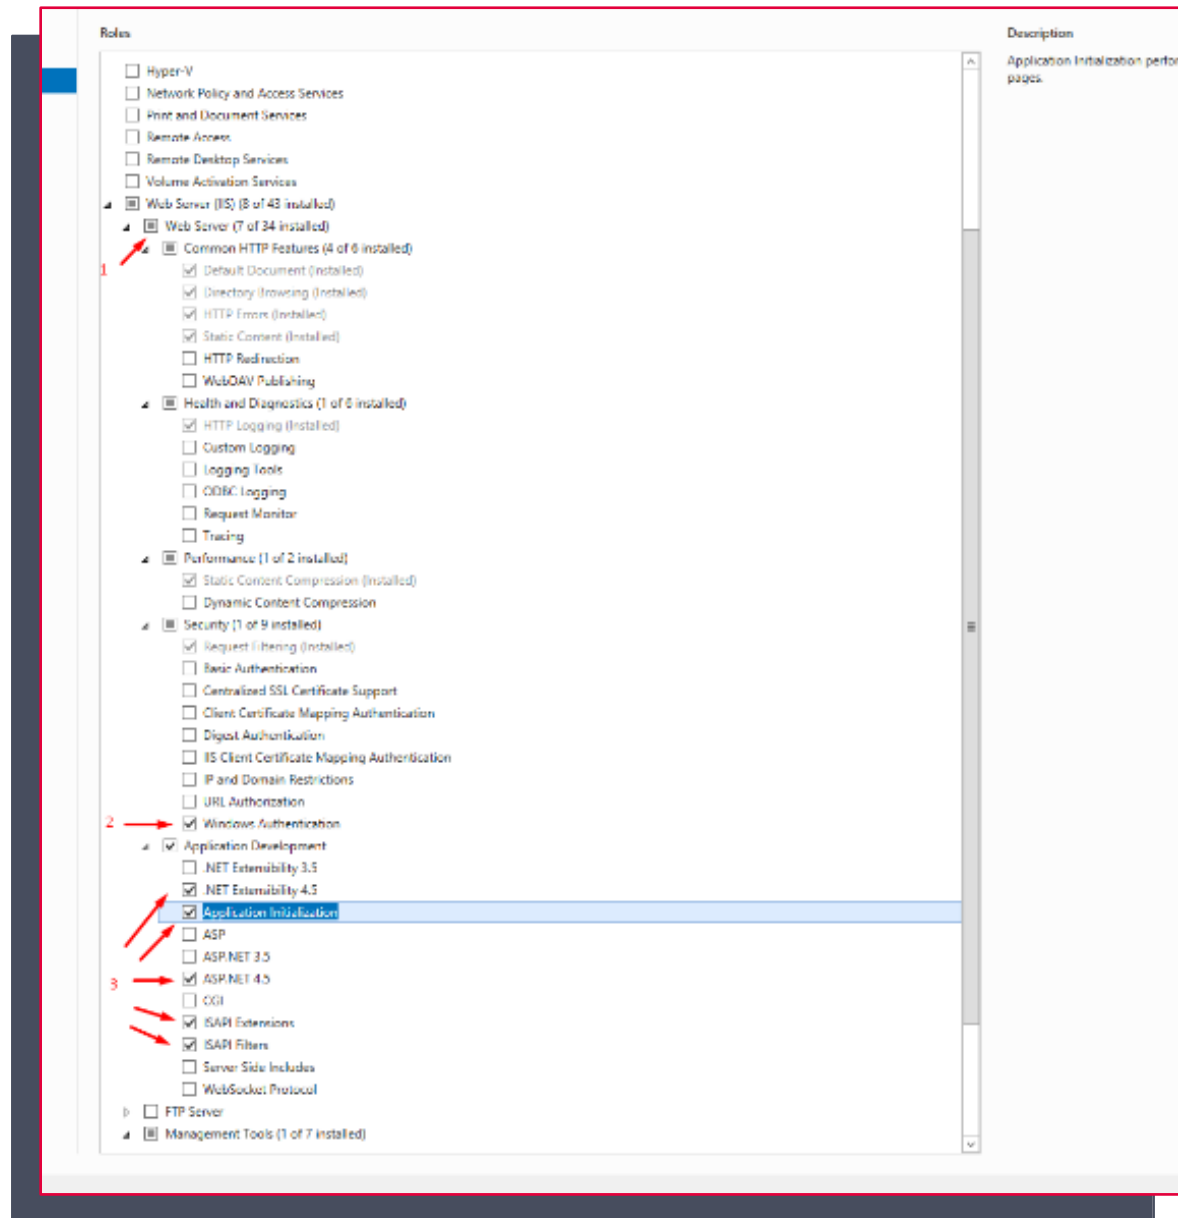 Roles
Description
Application Initialization perfor
pages.
Hyper-V
Network Policy and Access Services
Print and Document Services
Remote Access
Remote Desktop Services
Volume Activation Services
Web Server (IIS) (8 of 43 installed)
Web Server (7 of 34 installed)
Common HTTP Features (4 of 6 installed)
1
Default Document (Installed)
Directory Browsing (Installed)
HTTP Errors (Installed)
Static Content (Installed)
HTTP Redirection
WebDAV Publishing
Health and Diagnostics (1 of 6 installed)
HTTP Logging (Installed)
Custom Logging
Logging Tools
ODBC Logging
Request Monitor
Tracing
Performance (1 of 2 installed)
Static Content Compression (Installed)
Dynamic Content Compression
Security (1 of 9 installed)
Request Filtering (Installed)
Basic Authentication
Centralized SSL Certificate Support
Client Certificate Mapping Authentication
Digest Authentication
IIS Client Certificate Mapping Authentication
IP and Domain Restrictions
URL Authorization
2 Windows Authentication
Application Development
.NET Extensibility 3.5
.NET Extensibility 4.5
Application Initialization
ASP
ASP.NET 3.5
3 ASP.NET 4.5
CGI
ISAPI Extensions
ISAPI Filters
Server Side Includes
WebSocket Protocol
FTP Server
Management Tools (1 of 7 installed)